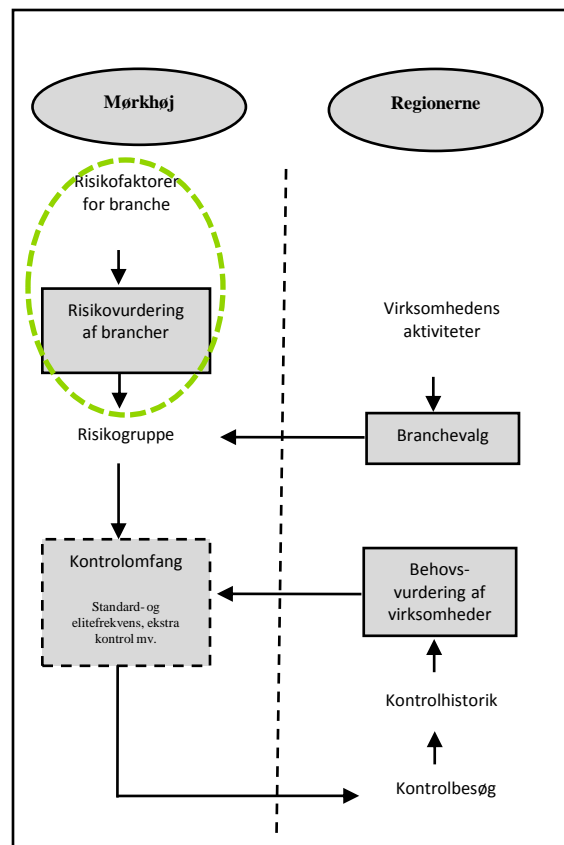 Mørkhøj
Regionerne
Risikofaktorer
for branche
Risikovurdering
af brancher
Virksomhedens
aktiviteter
Risikogruppe
Branchevalg
Kontrolomfang
Standard- og
elitefrekvens, ekstra
kontrol mv.
Behovs-
vurdering af
virksomheder
Kontrolhistorik
Kontrolbesøg